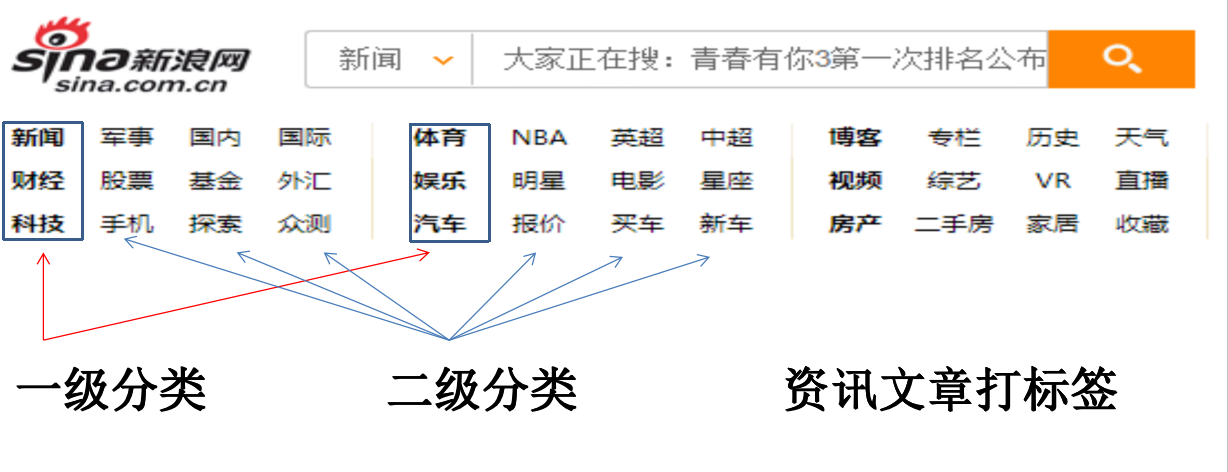 sina新浪网
sina.com.cn
新闻 大家正在搜：青春有你3第一次排名公布
新闻 军事 国内 国际 体育 NBA 英超 中超 博客 专栏 历史 天气
财经 股票 基金 外汇 娱乐 明星 电影 星座 视频 综艺 VR 直播
科技 手机 探索 众测 汽车 报价 买车 新车 房产 二手房 家居 收藏
一级分类 二级分类 资讯文章打标签